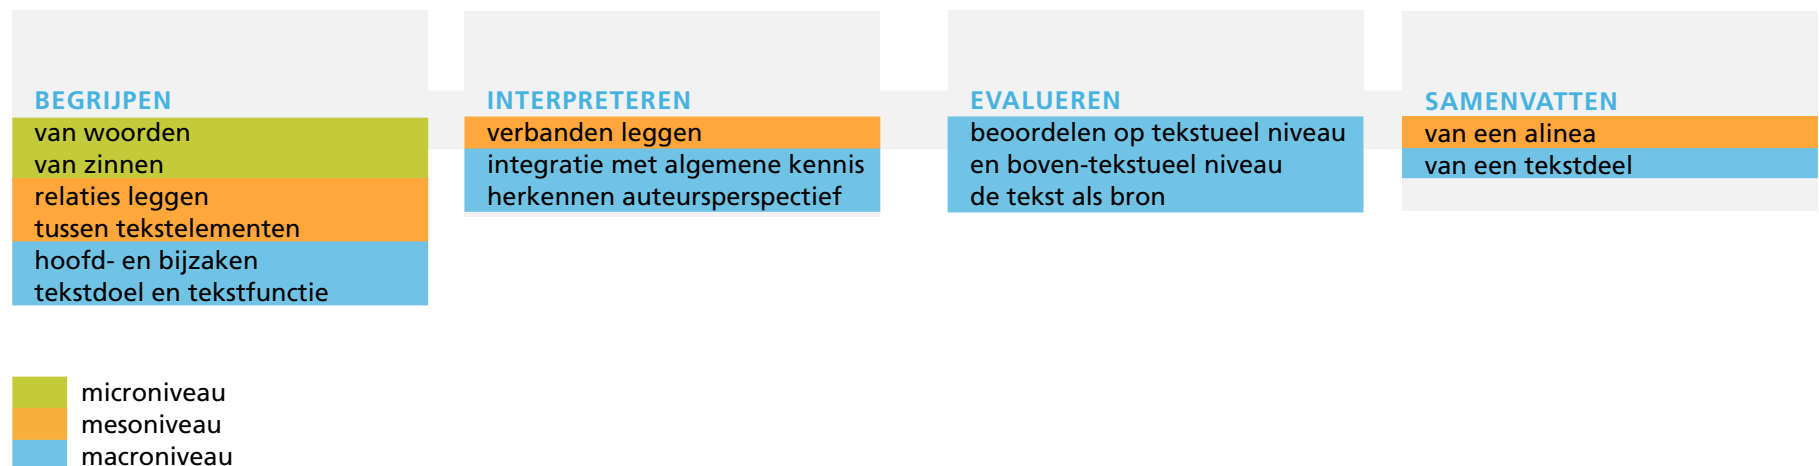 BEGRIJPEN
van woorden
van zinnen
relaties leggen
tussen tekstelementen
hoofd- en bijzaken
tekstdoel en tekstfunctie
INTERPRETEREN
verbanden leggen
integratie met algemene kennis
herkennen auteursperspectief
EVALUEREN
beoordelen op tekstueel niveau
en boven-tekstueel niveau
de tekst als bron
SAMENVATTEN
van een alinea
van een tekstdeel
microniveau
mesoniveau
macroniveau